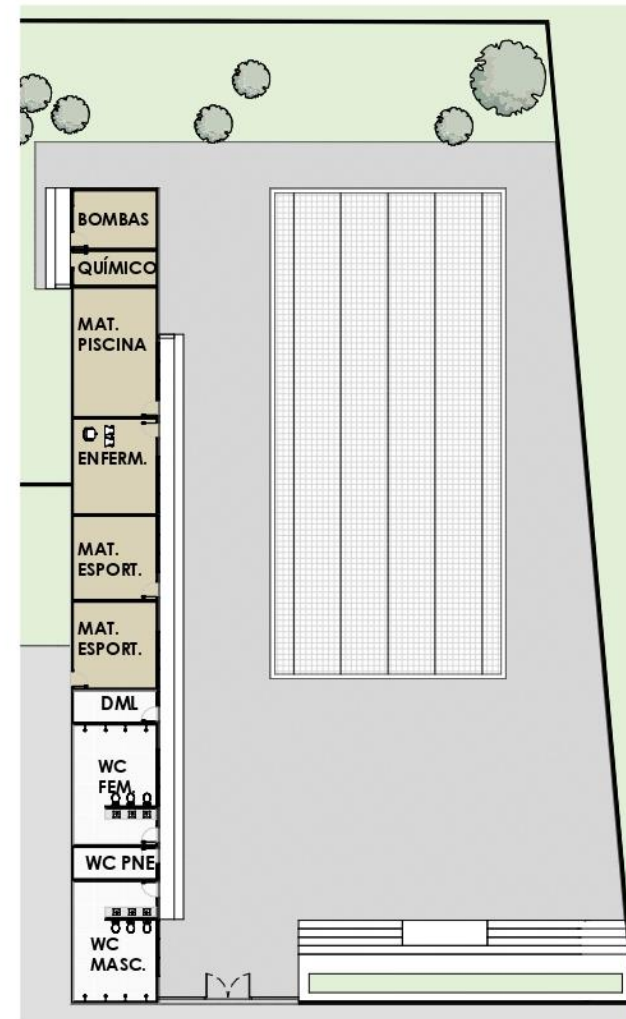 BOMBAS
QUÍMICO
MAT.
PISCINA
ENFERM.
MAT.
ESPORT.
MAT.
ESPORT.
DML
WC
FEM.
WC PNE
WC
MASC.